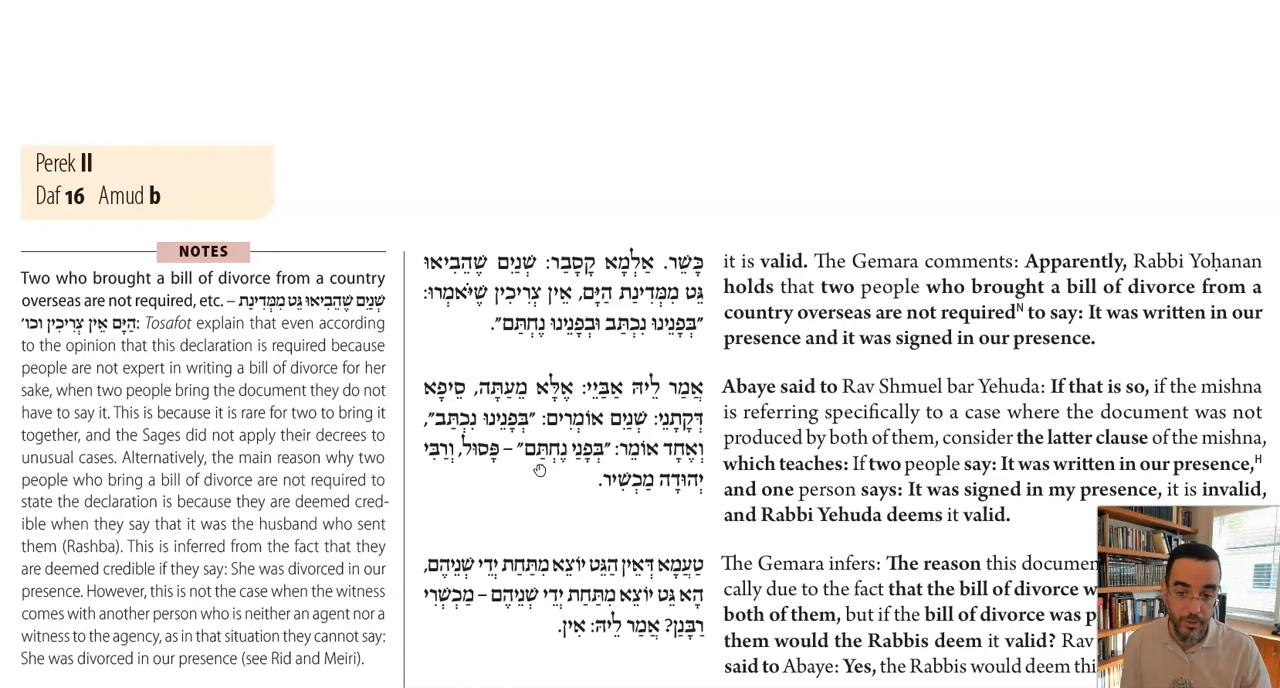 Perek II
Daf 16 Amud b
NOTES
Two who brought a bill of divorce from a country
overseas are not required, etc. – שְׁנַיִם שֶׁהֵבִיאוּ גֵּט מִמְּדִינַת
הַיָּם אֵין צְרִיכִין וכו׳: Tosafot explain that even according
to the opinion that this declaration is required because
people are not expert in writing a bill of divorce for her
sake, when two people bring the document they do not
have to say it. This is because it is rare for two to bring it
together, and the Sages did not apply their decrees to
unusual cases. Alternatively, the main reason why two
people who bring a bill of divorce are not required to
state the declaration is because they are deemed cred-
ible when they say that it was the husband who sent
them (Rashba). This is inferred from the fact that they
are deemed credible if they say: She was divorced in our
presence. However, this is not the case when the witness
comes with another person who is neither an agent nor a
witness to the agency, as in that situation they cannot say:
She was divorced in our presence (see Rid and Meiri).
כָּשֵׁר. אַלְמָא קָסָבַר: שְׁנַיִם שֶׁהֵבִיאוּ
גֵּט מִמְּדִינַת הַיָּם, אֵין צְרִיכִין שֶׁיֹּאמְרוּ:
״בְּפָנֵינוּ נִכְתַּב וּבְפָנֵינוּ נֶחְתַּם״.
אֲמַר לֵיהּ אַבַּיֵי: אֶלָּא מֵעַתָּה, סֵיפָא
דְּקָתָנֵי: שְׁנַיִם אוֹמְרִים: ״בְּפָנֵינוּ נִכְתַּב״,
וְאֶחָד אוֹמֵר: ״בְּפָנַי נֶחְתַּם״ – פָּסוּל, וְרַבִּי
יְהוּדָה מַכְשִׁיר.
טַעֲמָא דְּאֵין הַגֵּט יוֹצֵא מִתַּחַת יְדֵי שְׁנֵיהֶם,
הָא גֵּט יוֹצֵא מִתַּחַת יְדֵי שְׁנֵיהֶם – מַכְשְׁרִי
רַבָּנַן? אֲמַר לֵיהּ: אִין.
it is valid. The Gemara comments: Apparently, Rabbi Yoḥanan
holds that two people who brought a bill of divorce from a
country overseas are not required^N to say: It was written in our
presence and it was signed in our presence.
Abaye said to Rav Shmuel bar Yehuda: If that is so, if the mishna
is referring specifically to a case where the document was not
produced by both of them, consider the latter clause of the mishna,
which teaches: If two people say: It was written in our presence,^H
and one person says: It was signed in my presence, it is invalid,
and Rabbi Yehuda deems it valid.
The Gemara infers: The reason this documen
cally due to the fact that the bill of divorce w
both of them, but if the bill of divorce was p
them would the Rabbis deem it valid? Rav
said to Abaye: Yes, the Rabbis would deem thi